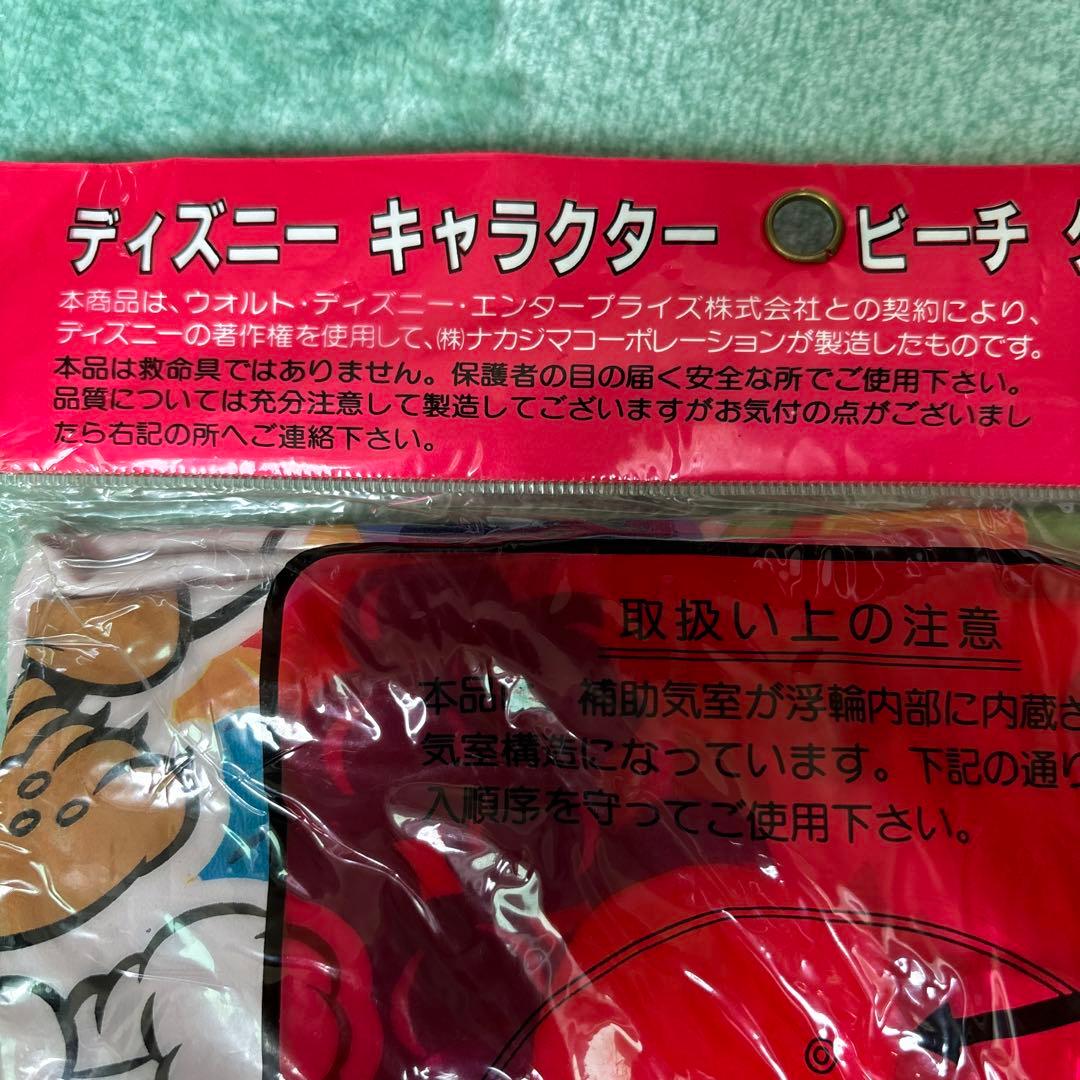 ディズニー キャラクター ビーチ
本商品は、ウオルト・ディズニー・エンタープライズ株式会社との契約により、
ディズニーの著作権を使用して、㈱ナカジマコーポレーションが製造したものです。
本品は救命具ではありません。保護者の目の届く安全な所でご使用下さい。
品質については充分注意して製造してございますがお気付の点がございまし
たら右記の所へご連絡下さい。
取扱い上の注意
本品は 補助気室が浮輪内部に内蔵さ
気室構造になっています。下記の通り
入順序を守ってご使用下さい。